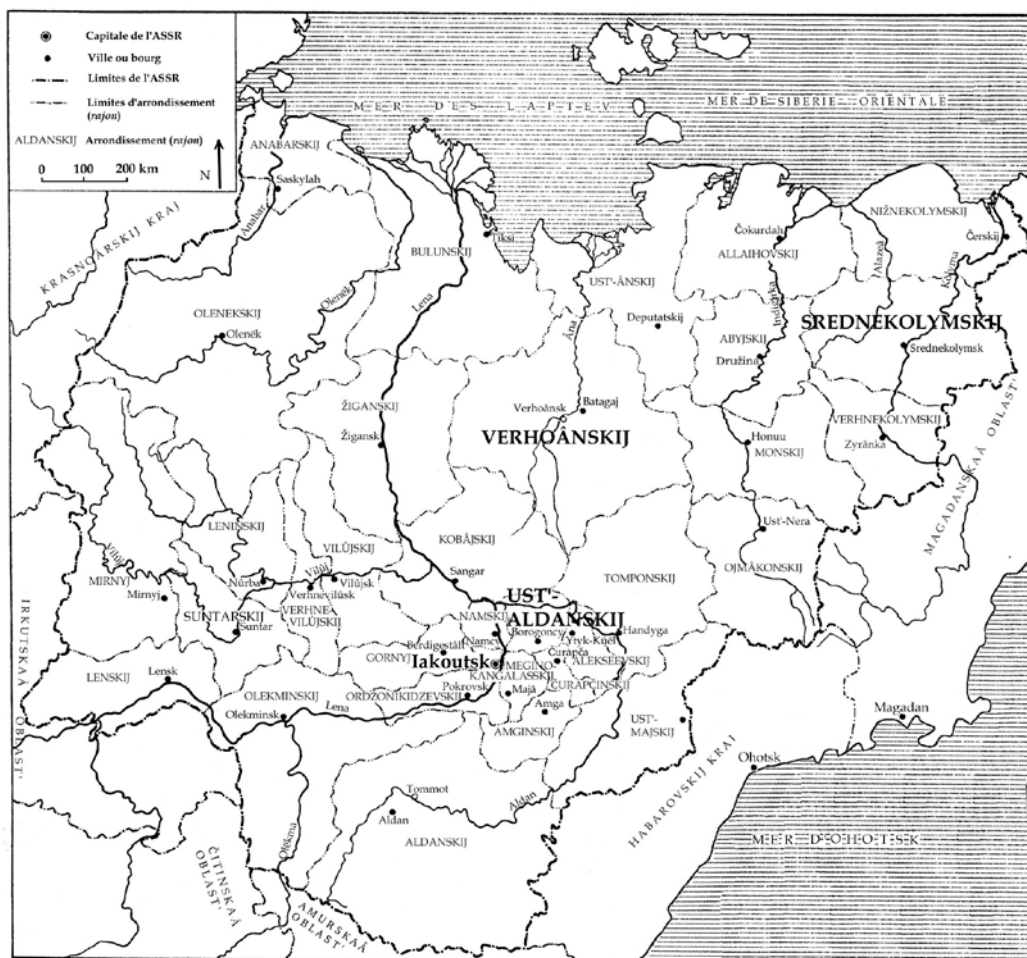 Capitale de l'ASSR
Ville ou bourg
Limites de l'ASSR
Limites d'arrondissement
(rajon)
ALDANSKIJ Arrondissement (rajon)
0 100 200 km
N
MER DES LAPTEV
MER DE SIBERIE ORIENTALE
ANABARSKIJ
Saskylah
Anabar
KRASNOÂRSKIJ KRAJ
BULUNSKIJ
Tiksi
NIŽNEKOLYMSKIJ
Čokurdah
ALLAIHOVSKIJ
Čerskij
Alazeâ
Kolyma
UST'-ÂNSKIJ
Olenëk
Lena
Indigirka
OLENEKSKIJ
Olenëk
Deputatskij
Âna
ABYJSKIJ
Družina
SREDNEKOLYMSKIJ
Srednekolymsk
ŽIGANSKIJ
Žigansk
Verhoânsk
Batagaj
VERHOÂNSKIJ
VERHNEKOLYMSKIJ
Zyrânka
Honuu
MONSKIJ
MAGADANSKAÂ OBLAST'
LENINSKIJ
VILÛJSKIJ
KOBÂJSKIJ
Ust'-Nera
OJMÂKONSKIJ
TOMPONSKIJ
Vilûj
MIRNYJ
Mirnyj
Nûrba
Vilûj
Vilûjsk
Verhnevilûsk
Sangar
SUNTARSKIJ
Suntar
VERHNE-
VILÛJSKIJ
UST'-
ALDANSKIJ
NAMSKIJ
Namcy
Borogoncy
Ytyk-Kûël
Handyga
Berdigestâh
GORNYJ
Iakoutsk
Čurapča
ALEKSEEVSKIJ
MEGINO-
KANGALASSKIJ
ČURAPČINSKIJ
IRKUTSKAÂ OBLAST'
LENSKIJ
Lensk
OLEKMINSKIJ
Olekminsk
Lena
ORDŽONIKIDZEVSKIJ
Pokrovsk
Majâ
Amga
AMGINSKIJ
UST'-
MAJSKIJ
Magadan
Ohotsk
HABAROVSKIJ KRAJ
Tommot
Aldan
Aldan
ALDANSKIJ
Olëkma
MER D'OHOTSK
ČITINSKAÂ
OBLAST'
AMURSKAÂ
OBLAST'